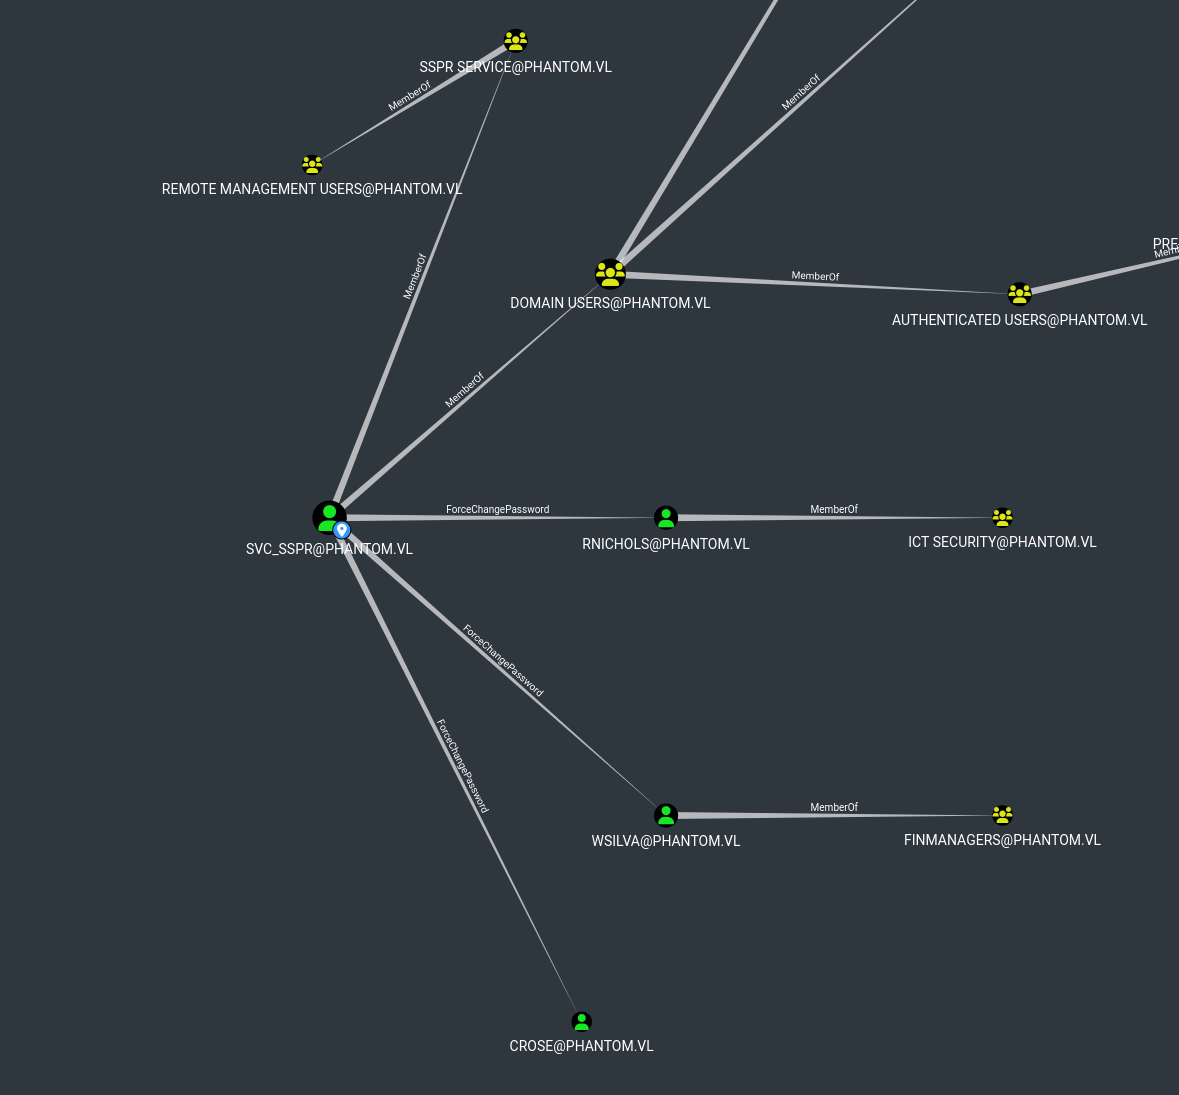 SSPR SERVICE@PHANTOM.VL
MemberOf
MemberOf
REMOTE MANAGEMENT USERS@PHANTOM.VL
MemberOf
PRE
MemberOf
DOMAIN USERS@PHANTOM.VL
AUTHENTICATED USERS@PHANTOM.VL
MemberOf
ForceChangePassword
MemberOf
SVC_SSPR@PHANTOM.VL
RNICHOLS@PHANTOM.VL
ICT SECURITY@PHANTOM.VL
ForceChangePassword
ForceChangePassword
MemberOf
WSILVA@PHANTOM.VL
FINMANAGERS@PHANTOM.VL
CROSE@PHANTOM.VL